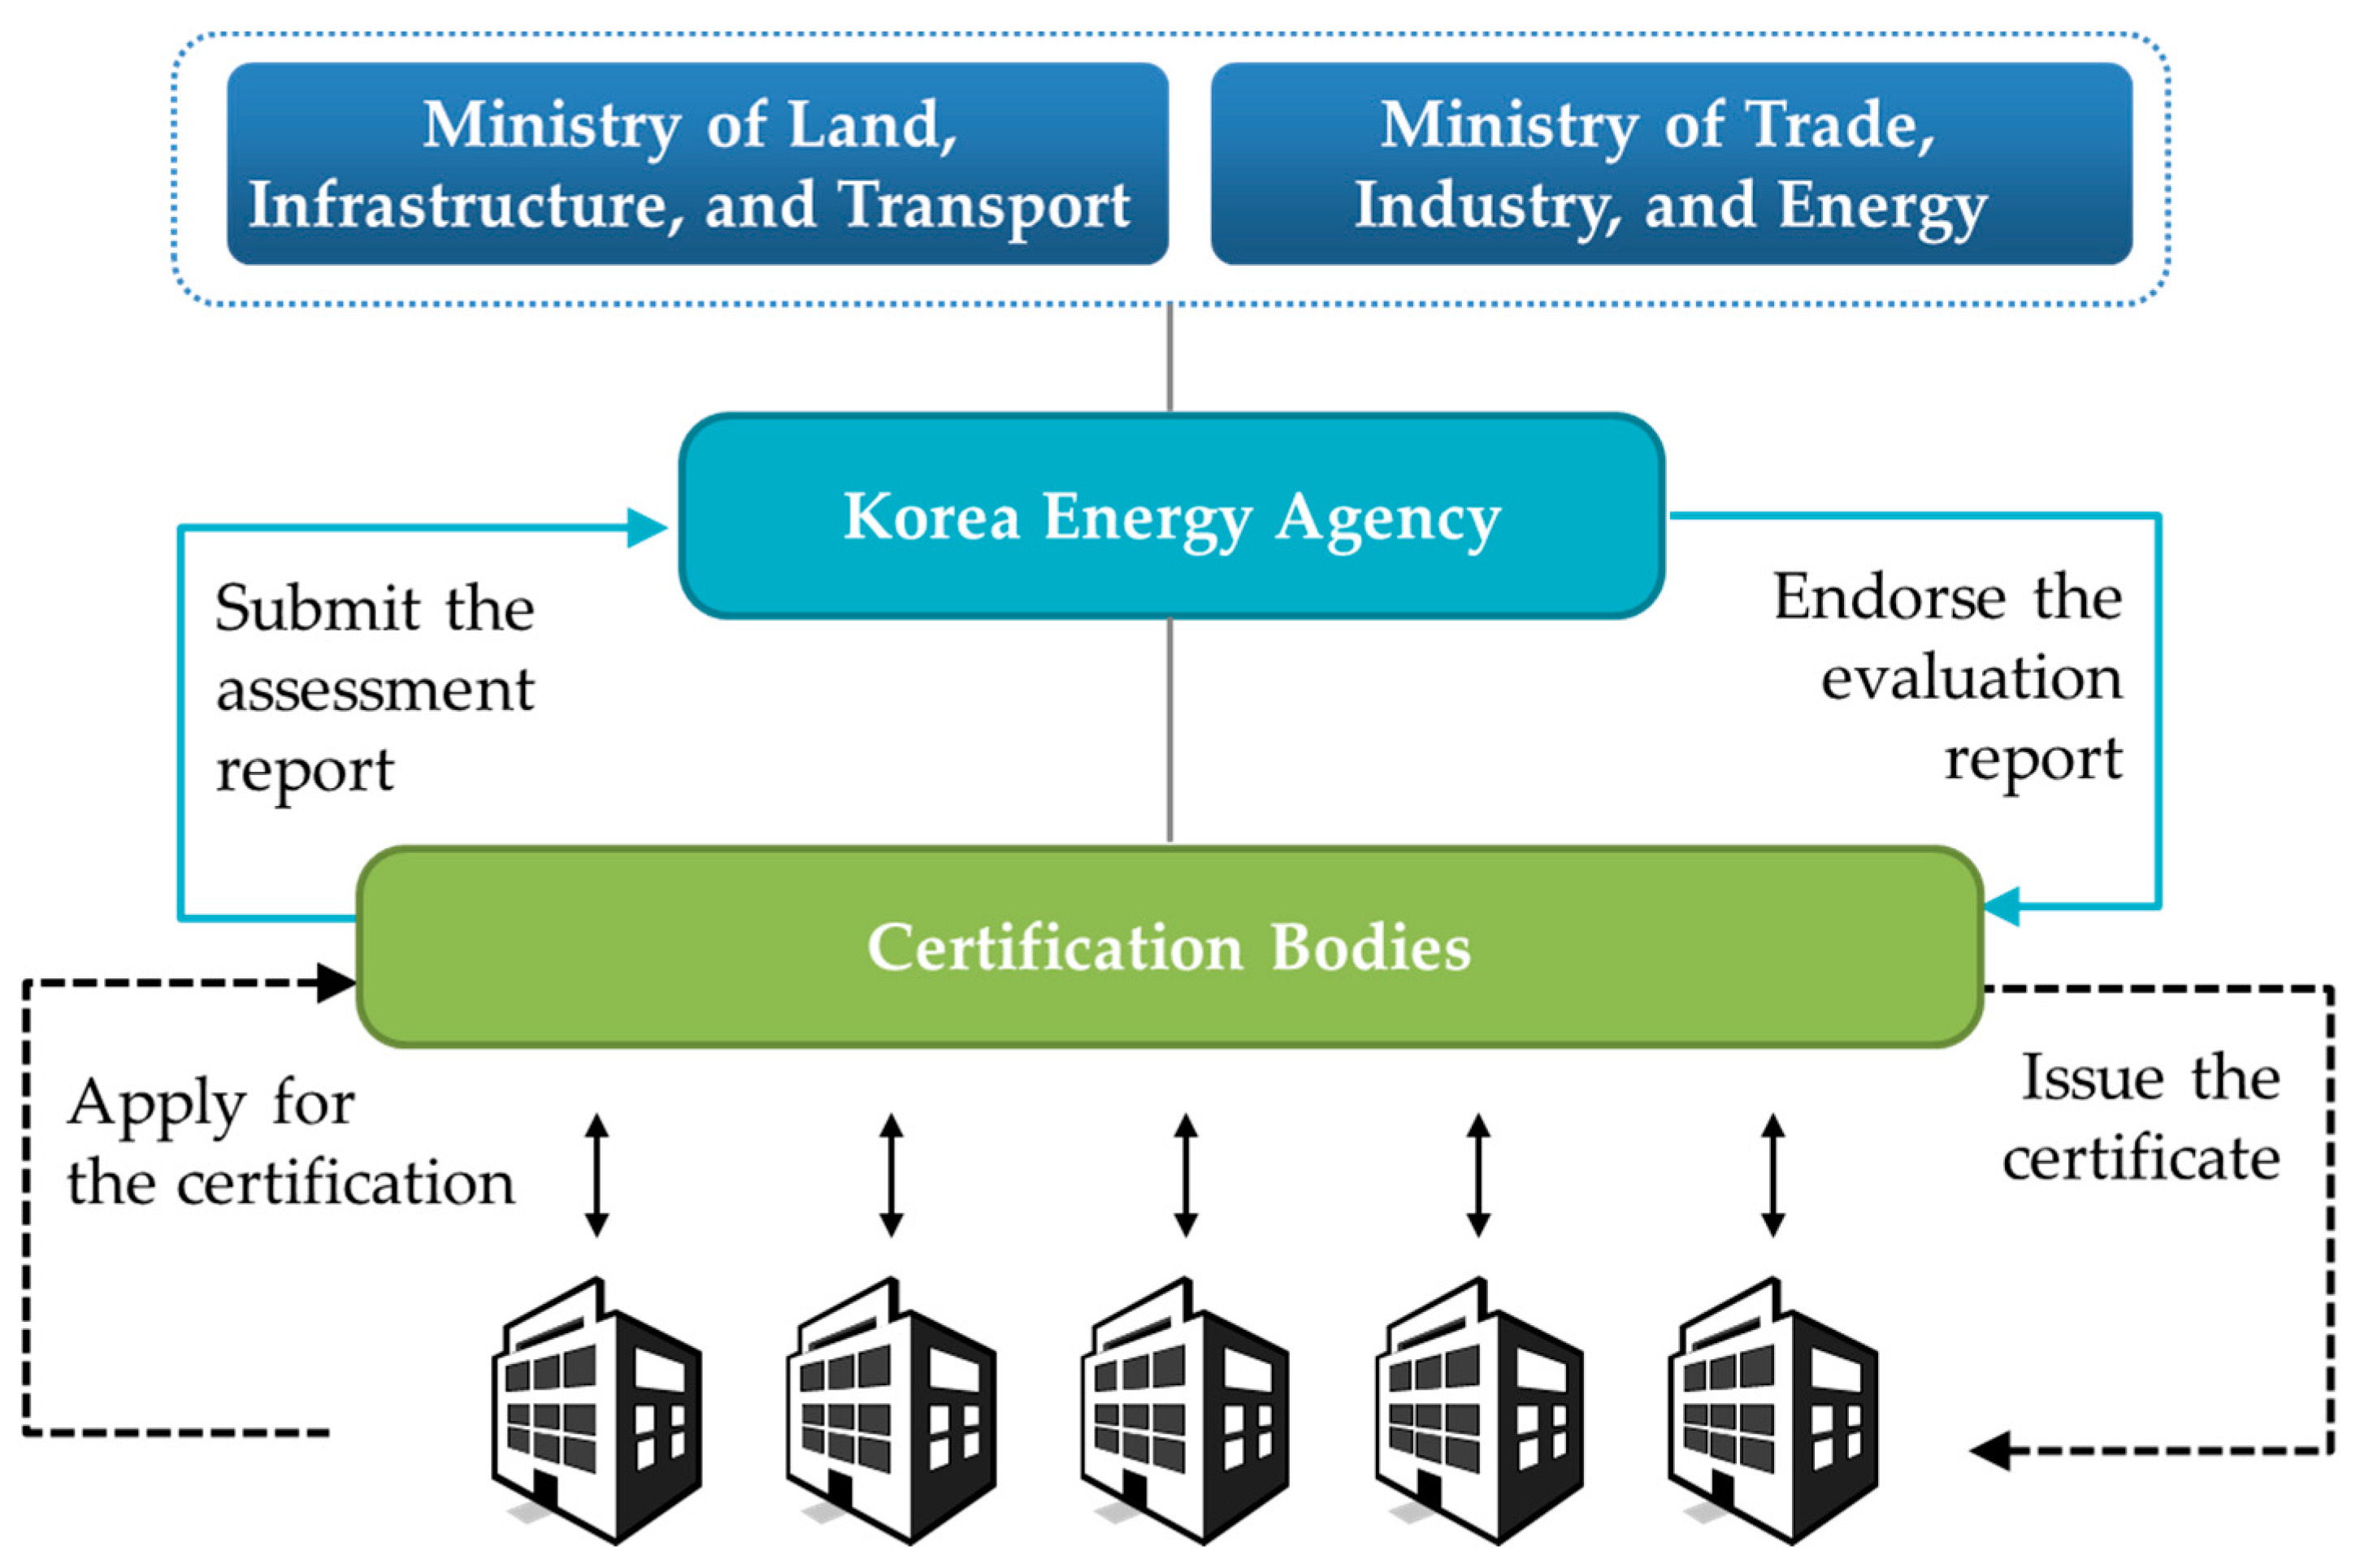 Ministry of Land,
Infrastructure, and Transport
Ministry of Trade,
Industry, and Energy
Korea Energy Agency
Submit the
assessment
report
Endorse the
evaluation
report
Certification Bodies
Apply for
the certification
Issue the
certificate